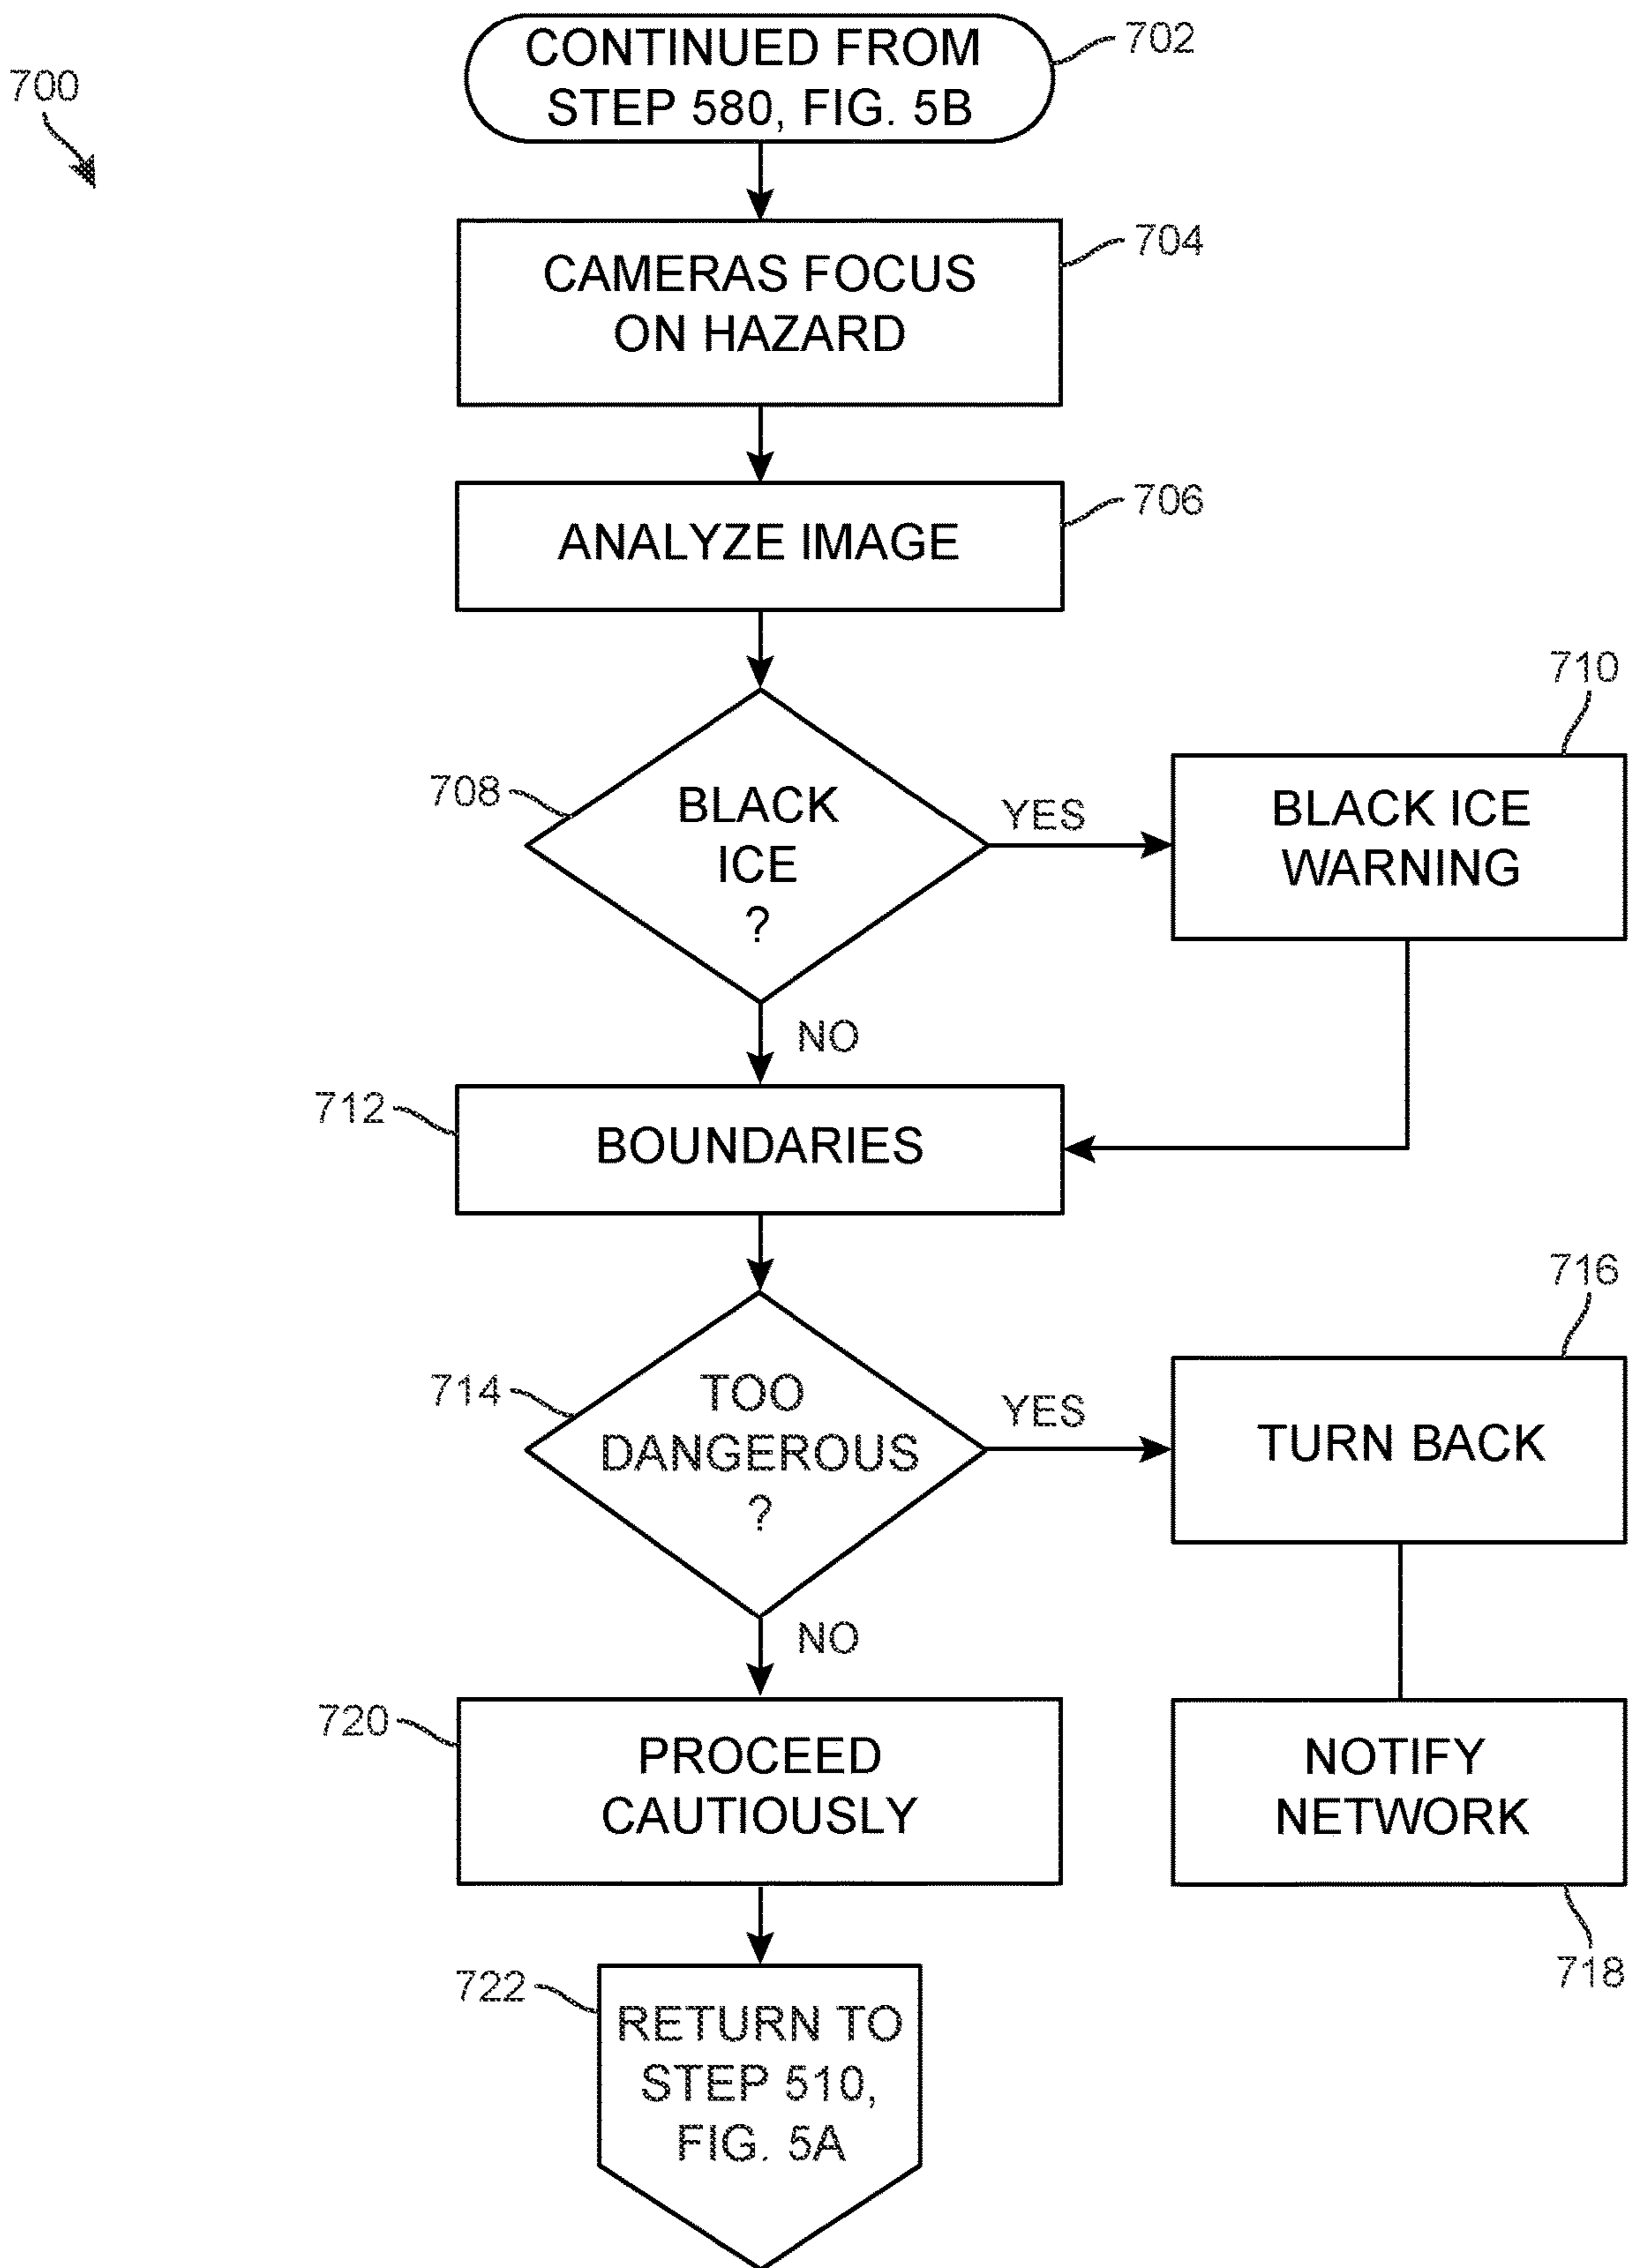 700
CONTINUED FROM
STEP 580, FIG. 5B
702
CAMERAS FOCUS
ON HAZARD
704
ANALYZE IMAGE
706
708
BLACK
ICE
?
YES
NO
710
BLACK ICE
WARNING
712
BOUNDARIES
714
TOO
DANGEROUS
?
YES
NO
716
TURN BACK
NOTIFY
NETWORK
718
720
PROCEED
CAUTIOUSLY
722
RETURN TO
STEP 510,
FIG. 5A